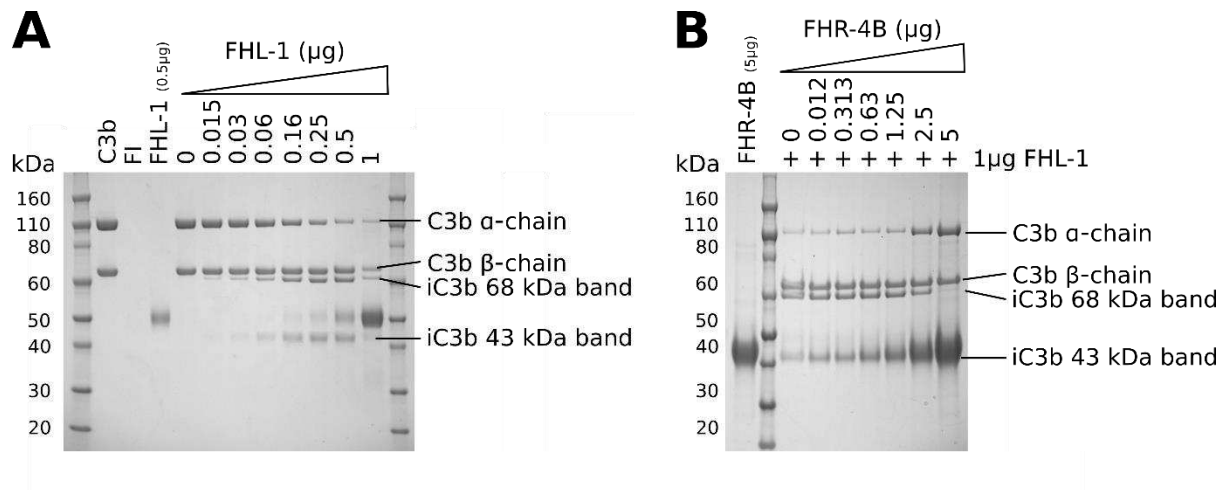 A
FHL-1 (µg)
C3b
FI
FHL-1 (0.5µg)
0
0.015
0.03
0.06
0.16
0.25
0.5
1
kDa
160
110
80
60
50
40
30
20
C3b α-chain
C3b β-chain
iC3b 68 kDa band
iC3b 43 kDa band
B
FHR-4B (µg)
FHR-4B (5µg)
0
0.012
0.313
0.63
1.25
2.5
5
kDa
+ + + + + + + 1µg FHL-1
160
110
80
60
50
40
30
20
C3b α-chain
C3b β-chain
iC3b 68 kDa band
iC3b 43 kDa band